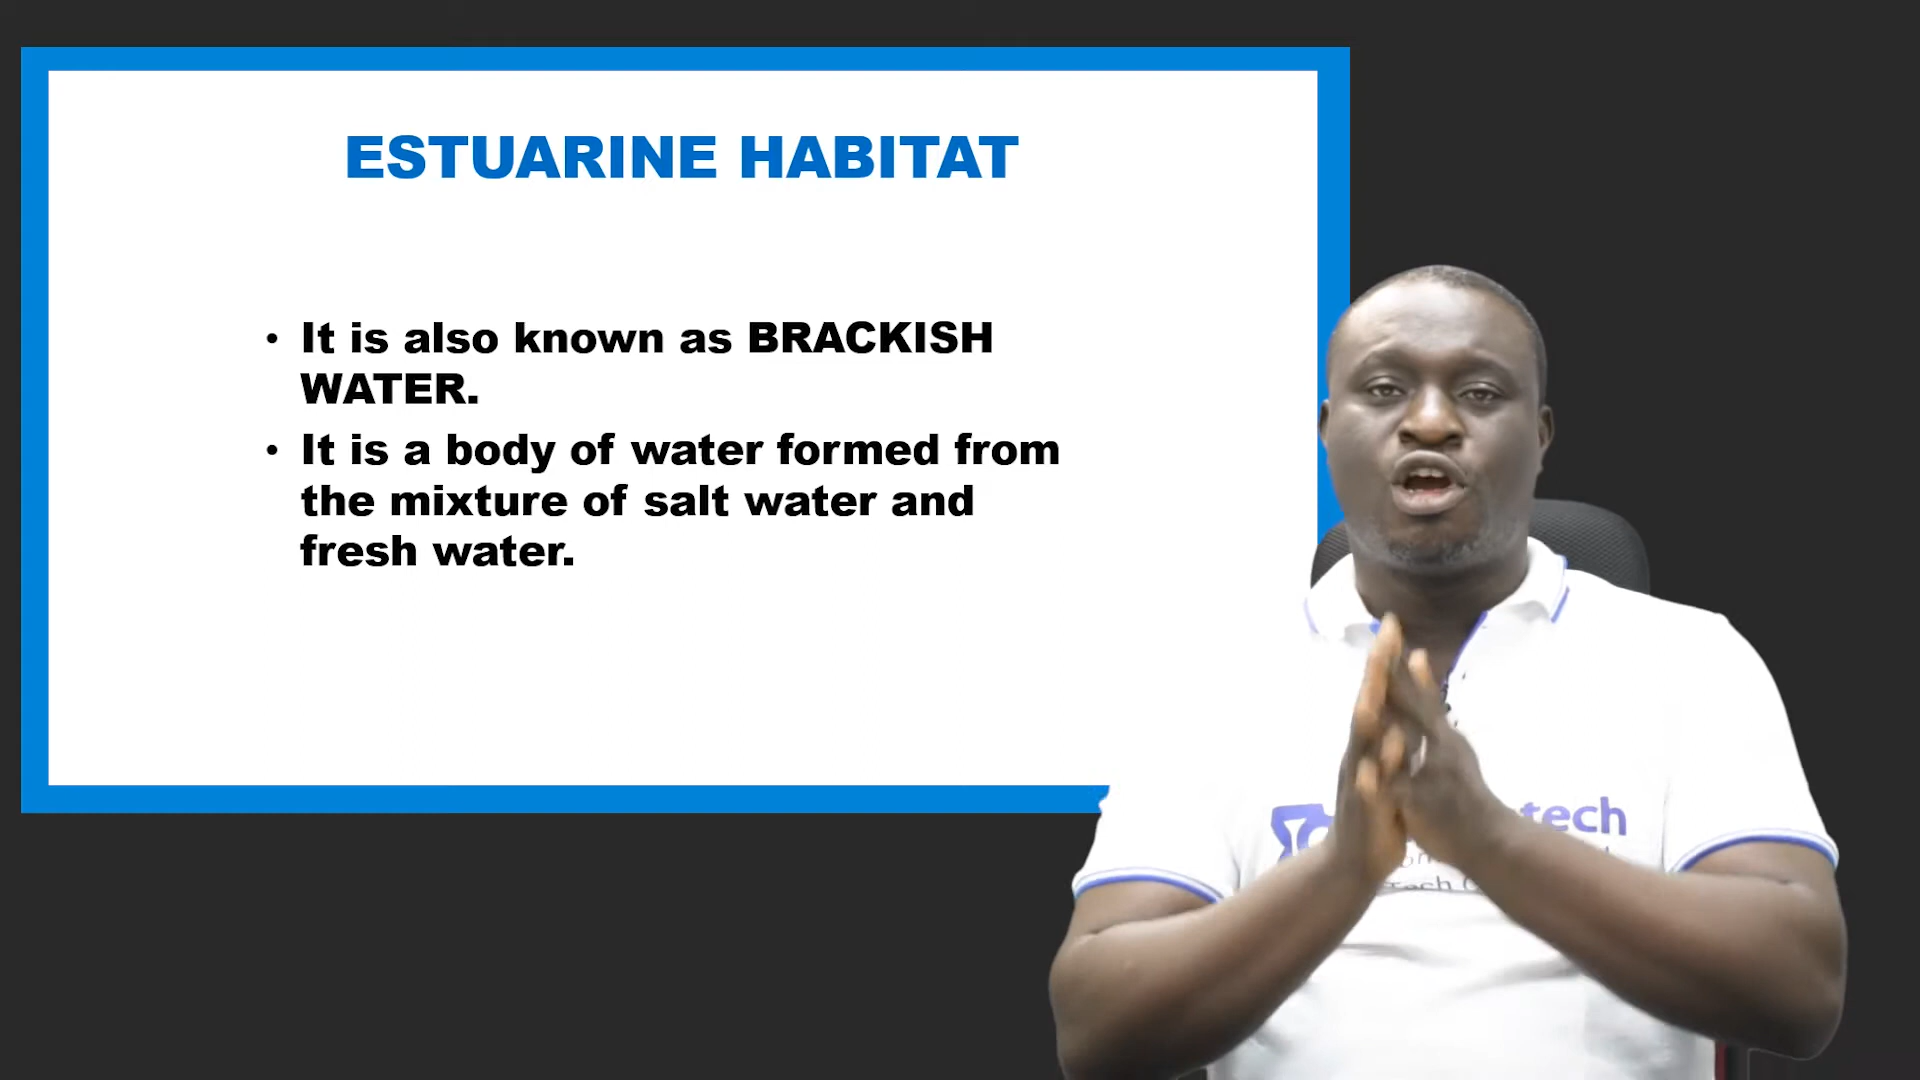 ESTUARINE HABITAT
• It is also known as BRACKISH
WATER.
• It is a body of water formed from
the mixture of salt water and
fresh water.
tech